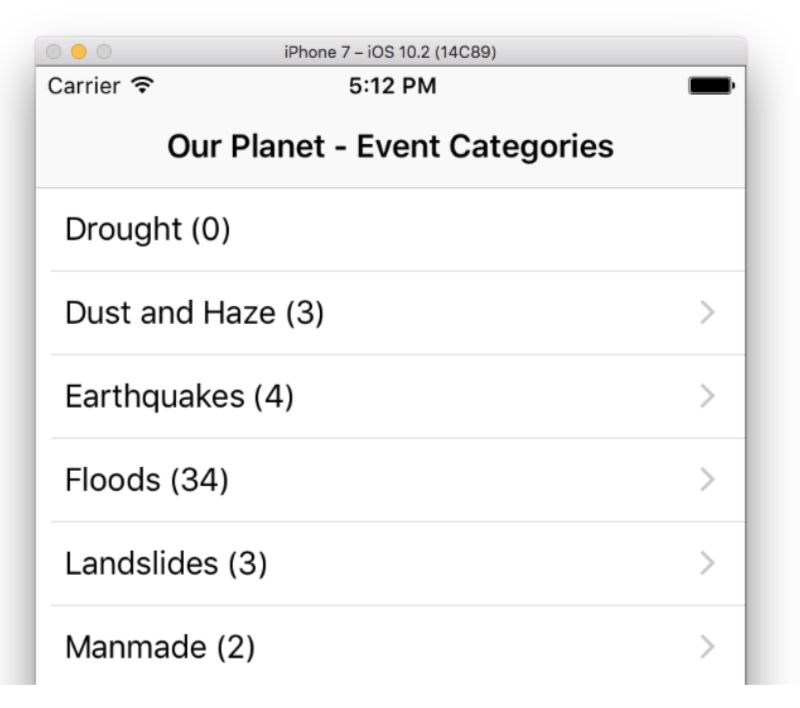 iPhone 7 – iOS 10.2 (14C89)
Carrier 5:12 PM
Our Planet - Event Categories
Drought (0)
Dust and Haze (3)
Earthquakes (4)
Floods (34)
Landslides (3)
Manmade (2)